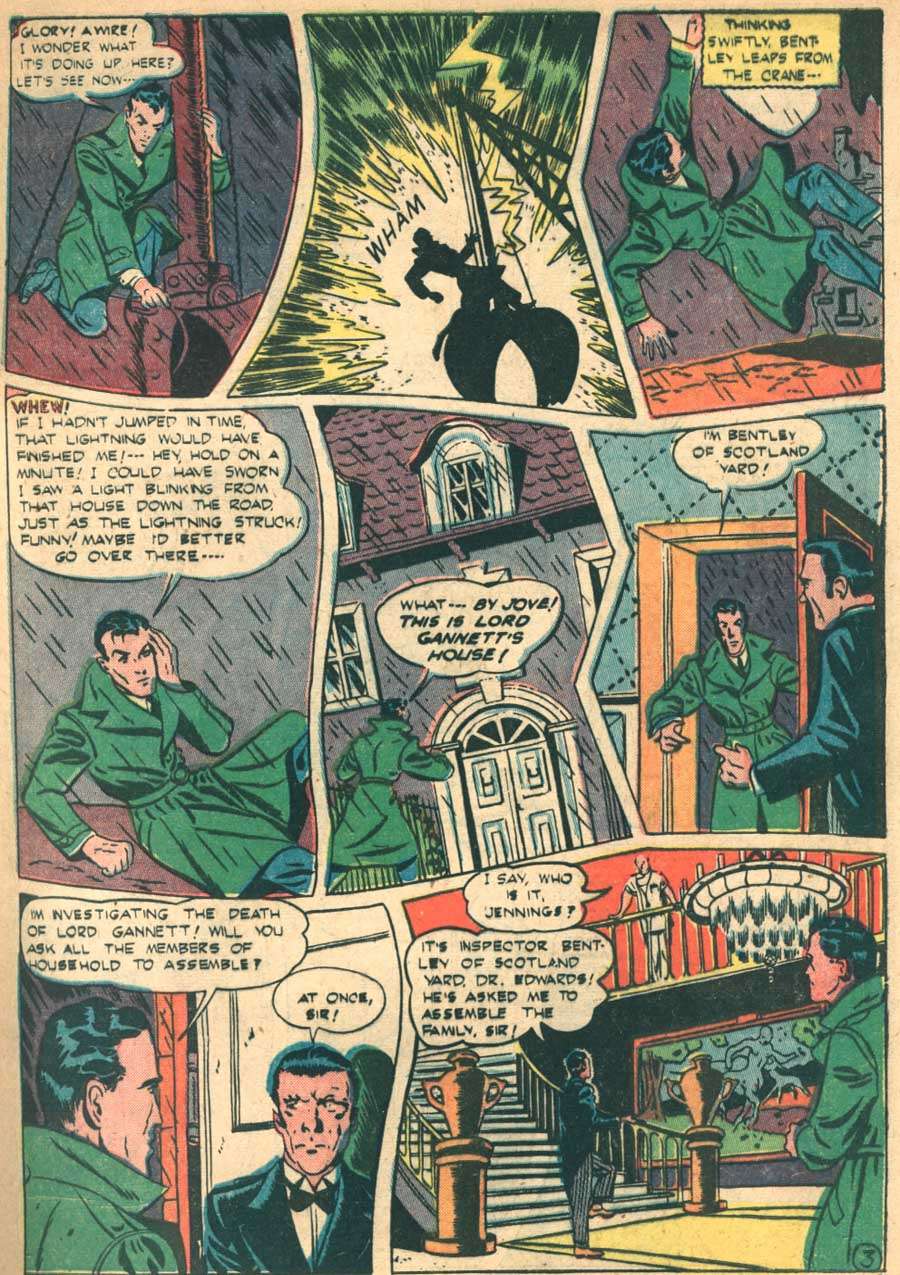 GLORY! A WIRE!
I WONDER WHAT
IT'S DOING UP HERE?
LET'S SEE NOW---
WHAM
THINKING
SWIFTLY, BENT-
LEY LEAPS FROM
THE CRANE---
WHEW!
IF I HADN'T JUMPED IN TIME,
THAT LIGHTNING WOULD HAVE
FINISHED ME!--- HEY, HOLD ON A
MINIUTE! I COULD HAVE SWORN
I SAW A LIGHT BLINKING FROM
THAT HOUSE DOWN THE ROAD,
JUST AS THE LIGHTNING STRUCK!
FUNNY! MAYBE I'D BETTER
GO OVER THERE----
WHAT--- BY JOVE!
THIS IS LORD
GANNETT'S
HOUSE!
I'M BENTLEY
OF SCOTLAND
YARD!
I'M INVESTIGATING THE DEATH
OF LORD GANNETT! WILL YOU
ASK ALL THE MEMBERS OF
HOUSEHOLD TO ASSEMBLE?
AT ONCE,
SIR!
I SAY, WHO
IS IT,
JENNINGS?
IT'S INSPECTOR BENT-
LEY OF SCOTLAND
YARD, DR. EDWARDS!
HE'S ASKED ME TO
ASSEMBLE THE
FAMILY, SIR!
3